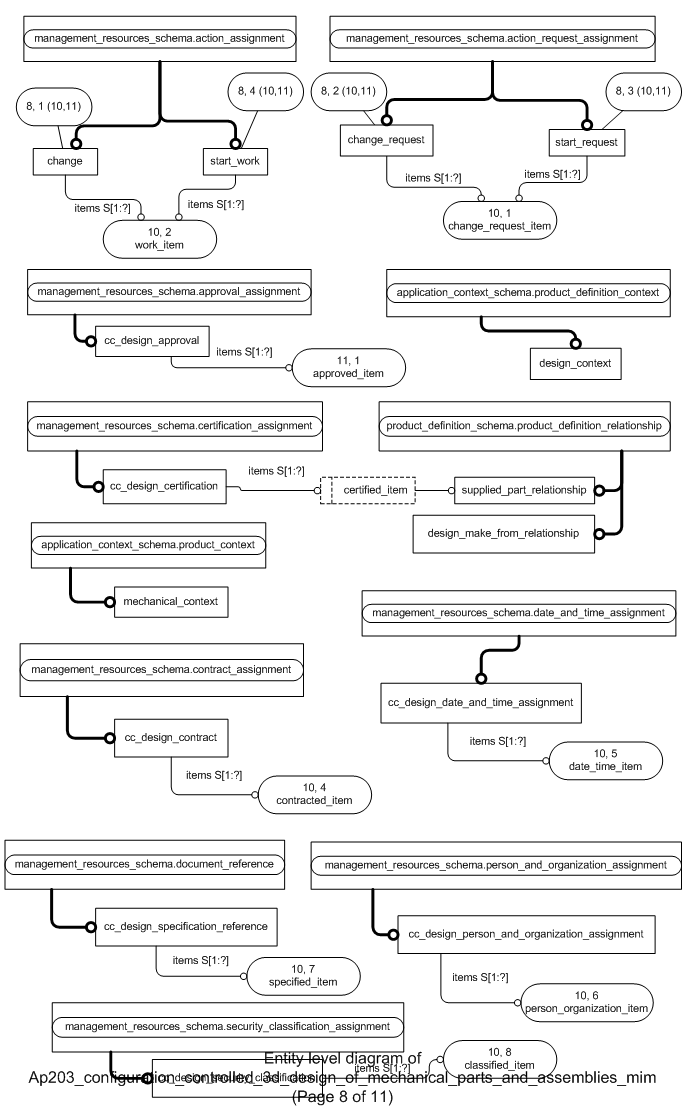 management_resources_schema.action_assignment
management_resources_schema.action_request_assignment
8, 1 (10,11)
8, 4 (10,11)
8, 2 (10,11)
8, 3 (10,11)
change
start_work
change_request
start_request
items S[1:?]
items S[1:?]
items S[1:?]
items S[1:?]
10, 2
work_item
10, 1
change_request_item
management_resources_schema.approval_assignment
application_context_schema.product_definition_context
cc_design_approval
items S[1:?]
11, 1
approved_item
design_context
management_resources_schema.certification_assignment
product_definition_schema.product_definition_relationship
cc_design_certification
items S[1:?]
certified_item
supplied_part_relationship
design_make_from_relationship
application_context_schema.product_context
mechanical_context
management_resources_schema.date_and_time_assignment
cc_design_date_and_time_assignment
items S[1:?]
10, 5
date_time_item
management_resources_schema.contract_assignment
cc_design_contract
items S[1:?]
10, 4
contracted_item
management_resources_schema.document_reference
management_resources_schema.person_and_organization_assignment
cc_design_specification_reference
items S[1:?]
10, 7
specified_item
cc_design_person_and_organization_assignment
items S[1:?]
10, 6
person_organization_item
management_resources_schema.security_classification_assignment
cc_design_security_classification
items S[1:?]
10, 8
classified_item
Entity level diagram of
Ap203_configuration_controlled_3d_design_of_mechanical_parts_and_assemblies_mim
(Page 8 of 11)